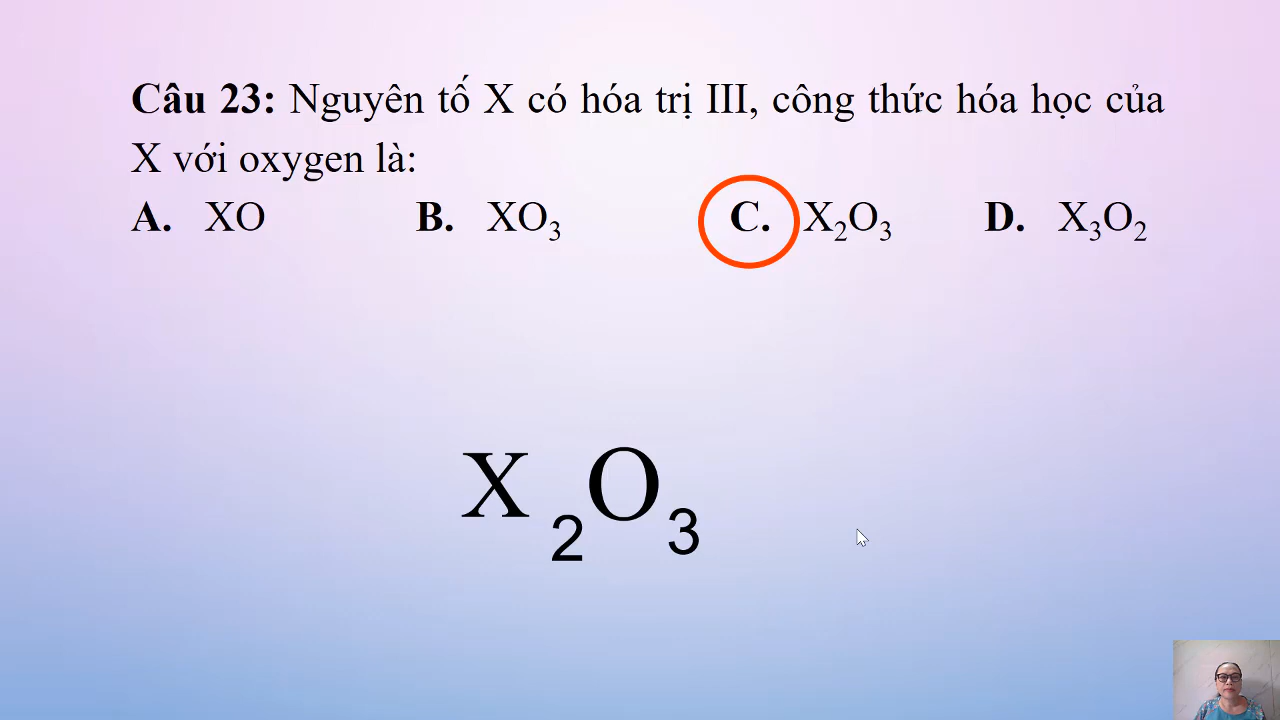 Câu 23: Nguyên tố X có hóa trị III, công thức hóa học của
X với oxygen là:
A. XO B. XO₃ C. X₂O₃ D. X₃O₂
X ₂O₃